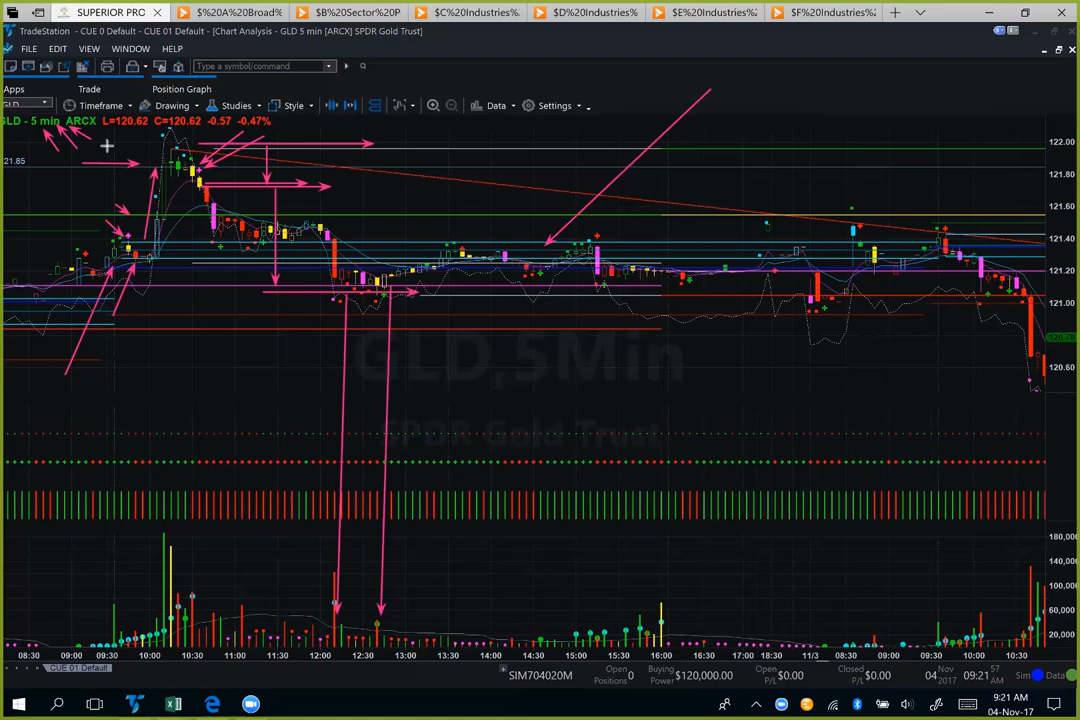 SUPERIOR PRO
$%20A%20Broad%
$B%20Sector%20P
$C%20Industries%
$D%20Industries%
$E%20Industries%
$F%20Industries%
TradeStation - CUE 0 Default - CUE 01 Default - [Chart Analysis - GLD 5 min [ARCX] SPDR Gold Trust]
FILE EDIT VIEW WINDOW HELP
Type a symbol/command
Apps Trade Position Graph
Timeframe Drawing Studies Style Data Settings
GLD - 5 min ARCX L=120.62 C=120.62 -0.57 -0.47%
122.00
121.85
121.80
121.60
121.40
121.20
121.00
120.60
GLD,5Min
SPDR Gold Trust
180,000
100,000
60,000
20,000
08:30 09:00 09:30 10:00 10:30 11:00 11:30 12:00 12:30 13:00 13:30 14:00 14:30 15:00 15:30 16:00 16:30 17:00 17:30 18:30 11/3 08:30 09:00 09:30 10:00 10:30
CUE 01 Default
SIM704020M
Open Positions 0
Buying Power $120,000.00
Open P/L $0.00
Closed P/L $0.00
04 Nov 2017
09:21 57 AM
Sim Data
9:21 AM
04-Nov-17